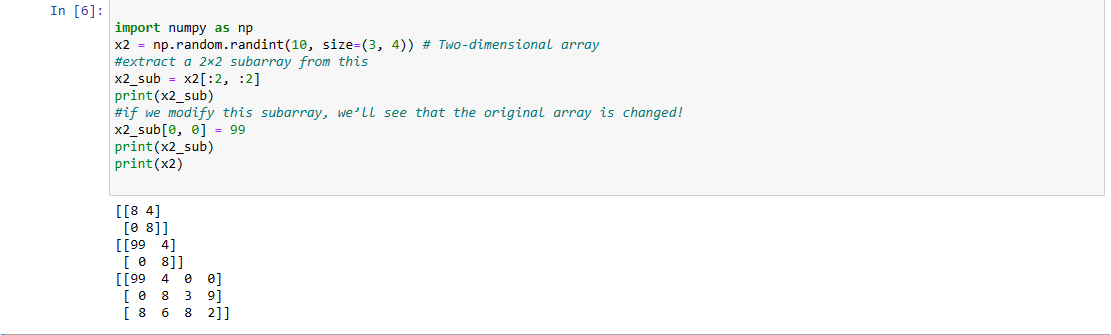 In [6]:
import numpy as np
x2 = np.random.randint(10, size=(3, 4)) # Two-dimensional array
#extract a 2×2 subarray from this
x2_sub = x2[:2, :2]
print(x2_sub)
#if we modify this subarray, we’ll see that the original array is changed!
x2_sub[0, 0] = 99
print(x2_sub)
print(x2)
[[8 4]
 [0 8]]
[[99  4]
 [ 0  8]]
[[99  4  0  0]
 [ 0  8  3  9]
 [ 8  6  8  2]]